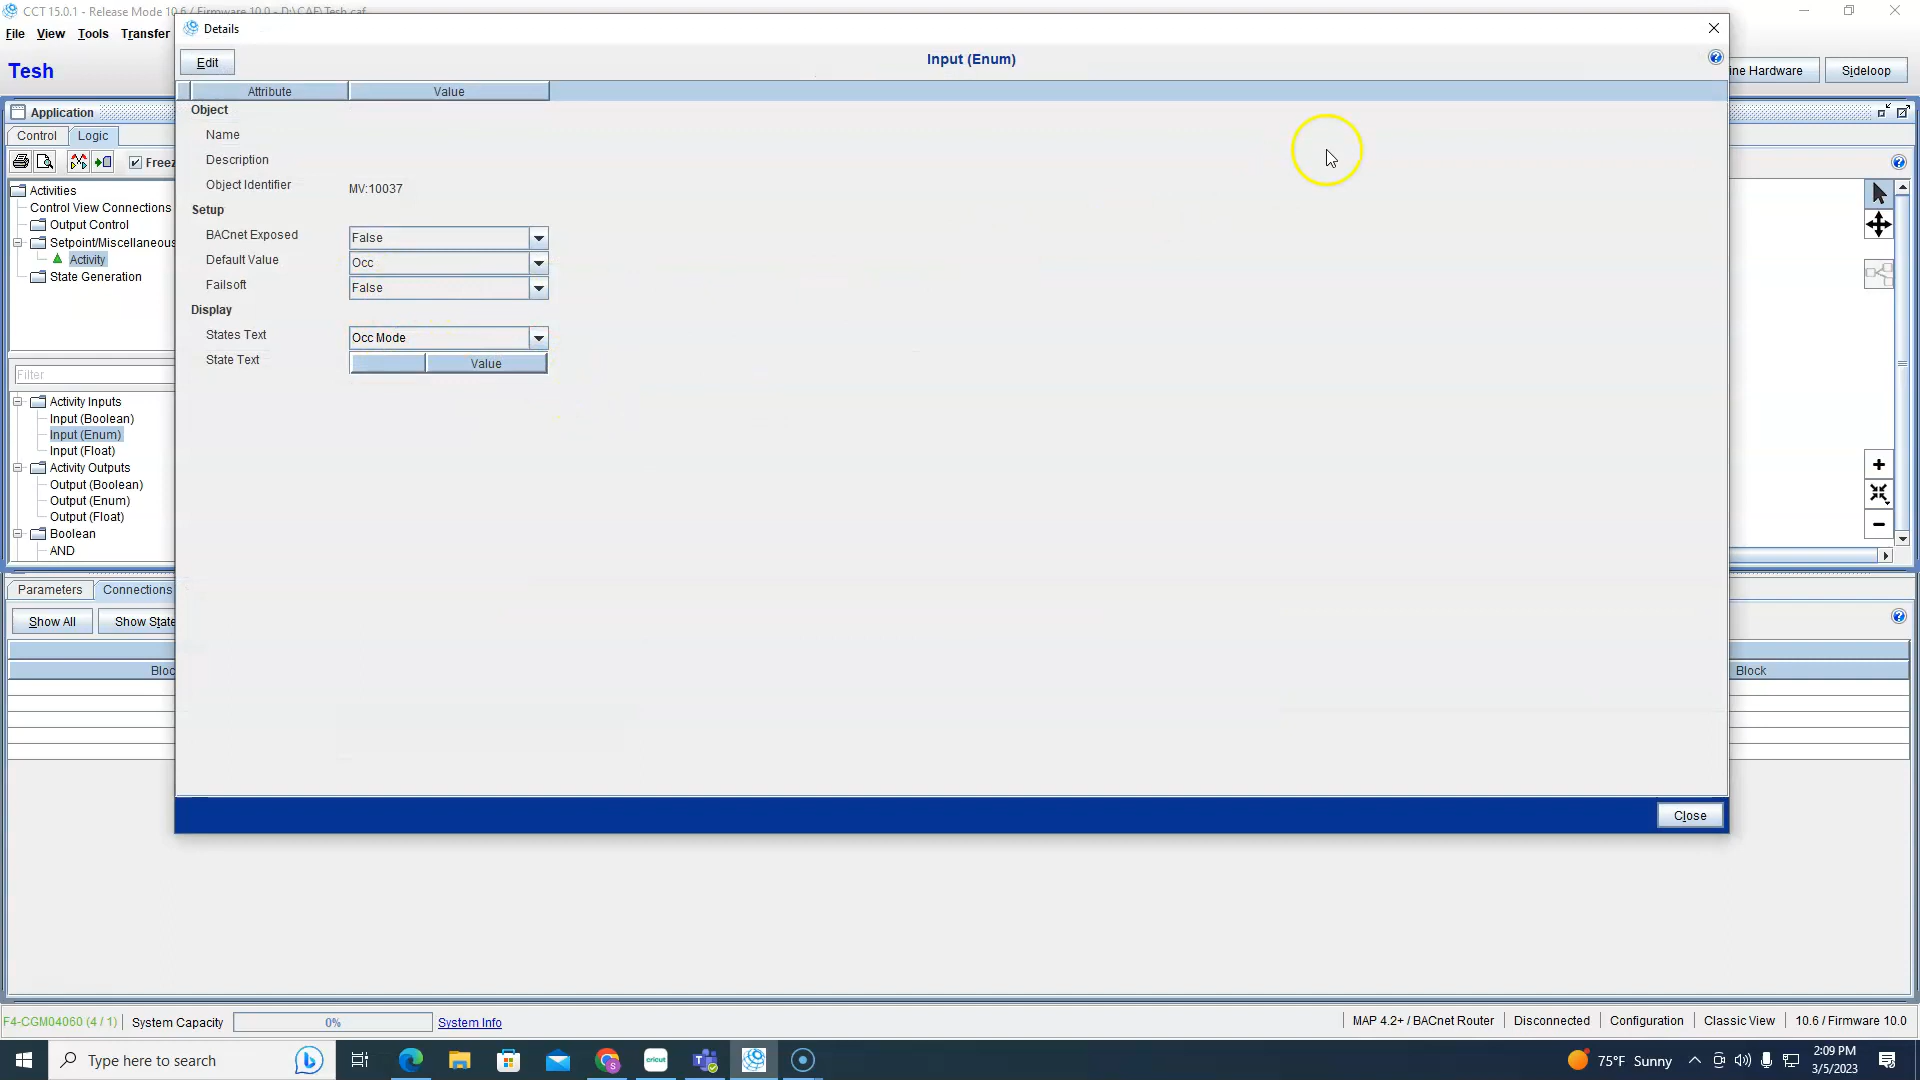 CCT 15.0.1 - Release Mode 10.6 / Firmware 10.0 - D:\CAF\Tesh.caf
Details
File View Tools Transfer
Edit
Input (Enum)
Tesh
ine Hardware
Sideloop
Attribute
Value
Application
Object
Control
Logic
Name
Freez
Description
Object Identifier
MV:10037
Activities
Control View Connections
Setup
Output Control
BACnet Exposed
False
Setpoint/Miscellaneous
Default Value
Occ
Activity
State Generation
Failsoft
False
Display
States Text
Occ Mode
State Text
Value
Filter
Activity Inputs
Input (Boolean)
Input (Enum)
Input (Float)
Activity Outputs
Output (Boolean)
Output (Enum)
Output (Float)
Boolean
AND
Parameters
Connections
Show All
Show State
Bloc
Block
Close
F4-CGM04060 (4 / 1)
System Capacity
0%
System Info
MAP 4.2+ / BACnet Router
Disconnected
Configuration
Classic View
10.6 / Firmware 10.0
Type here to search
cricut
75°F Sunny
2:09 PM
3/5/2023